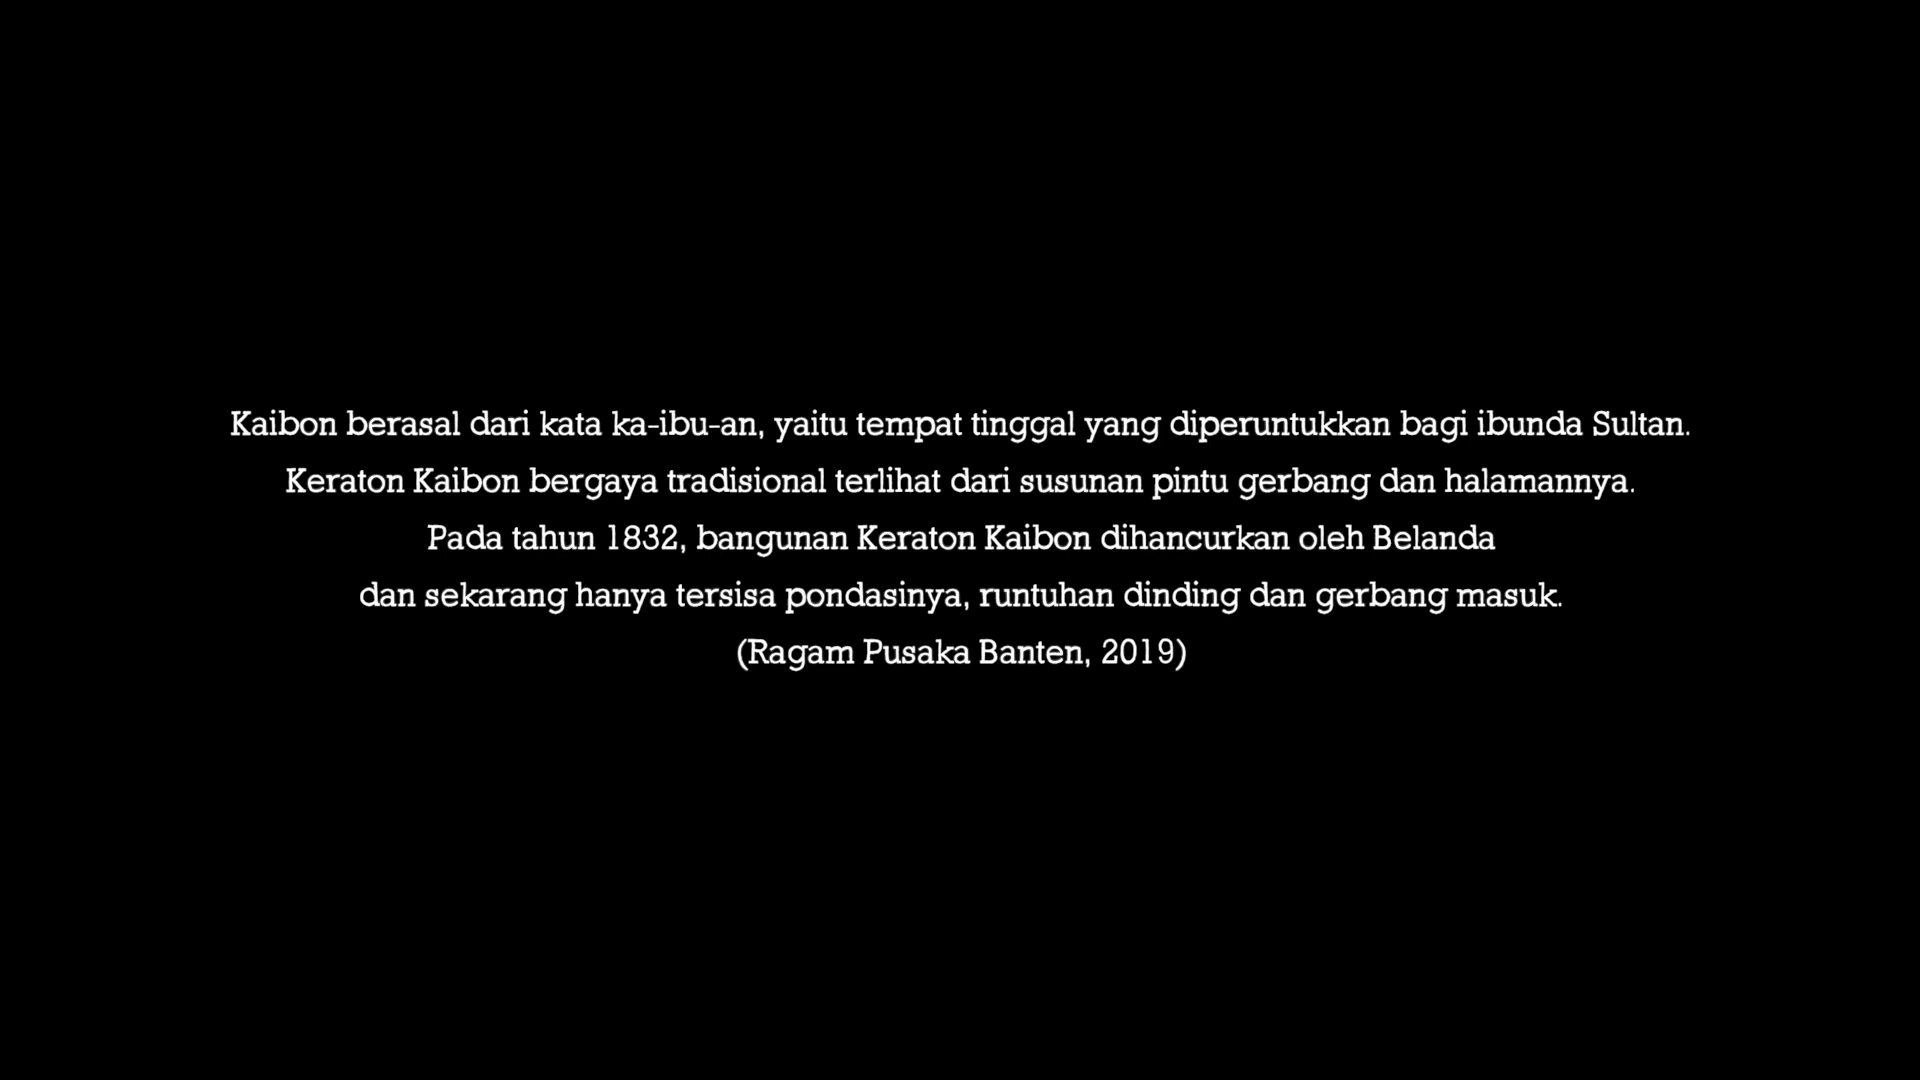 Kaibon berasal dari kata ka-ibu-an, yaitu tempat tinggal yang diperuntukkan bagi ibunda Sultan.
Keraton Kaibon bergaya tradisional terlihat dari susunan pintu gerbang dan halamannya.
Pada tahun 1832, bangunan Keraton Kaibon dihancurkan oleh Belanda
dan sekarang hanya tersisa pondasinya, runtuhan dinding dan gerbang masuk.
(Ragam Pusaka Banten, 2019)